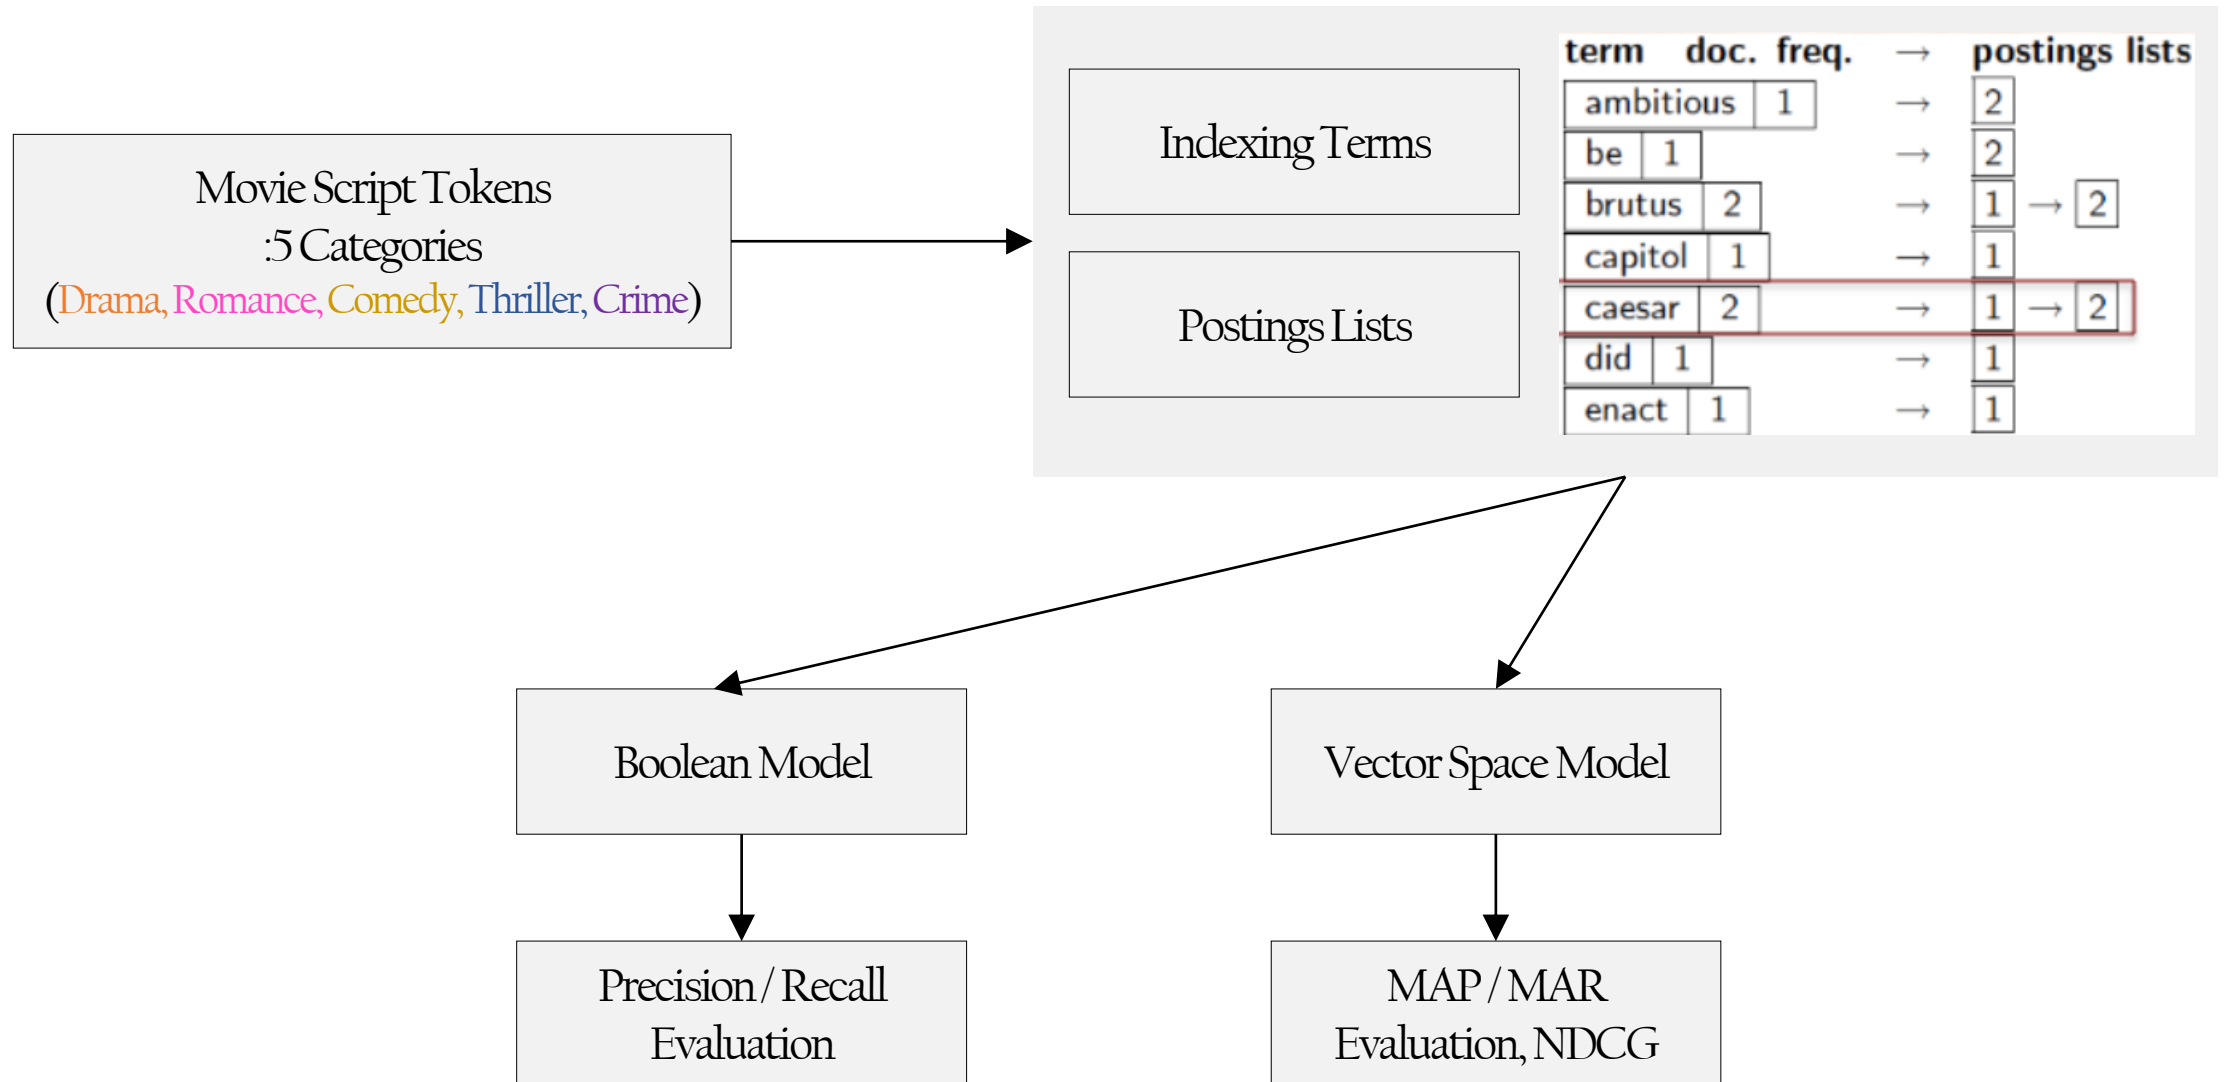 Movie Script Tokens
:5 Categories
(Drama, Romance, Comedy, Thriller, Crime)
Indexing Terms
Postings Lists
term doc. freq. → postings lists
ambitious 1 → 2
be 1 → 2
brutus 2 → 1 → 2
capitol 1 → 1
caesar 2 → 1 → 2
did 1 → 1
enact 1 → 1
Boolean Model
Vector Space Model
Precision / Recall
Evaluation
MAP / MAR
Evaluation, NDCG